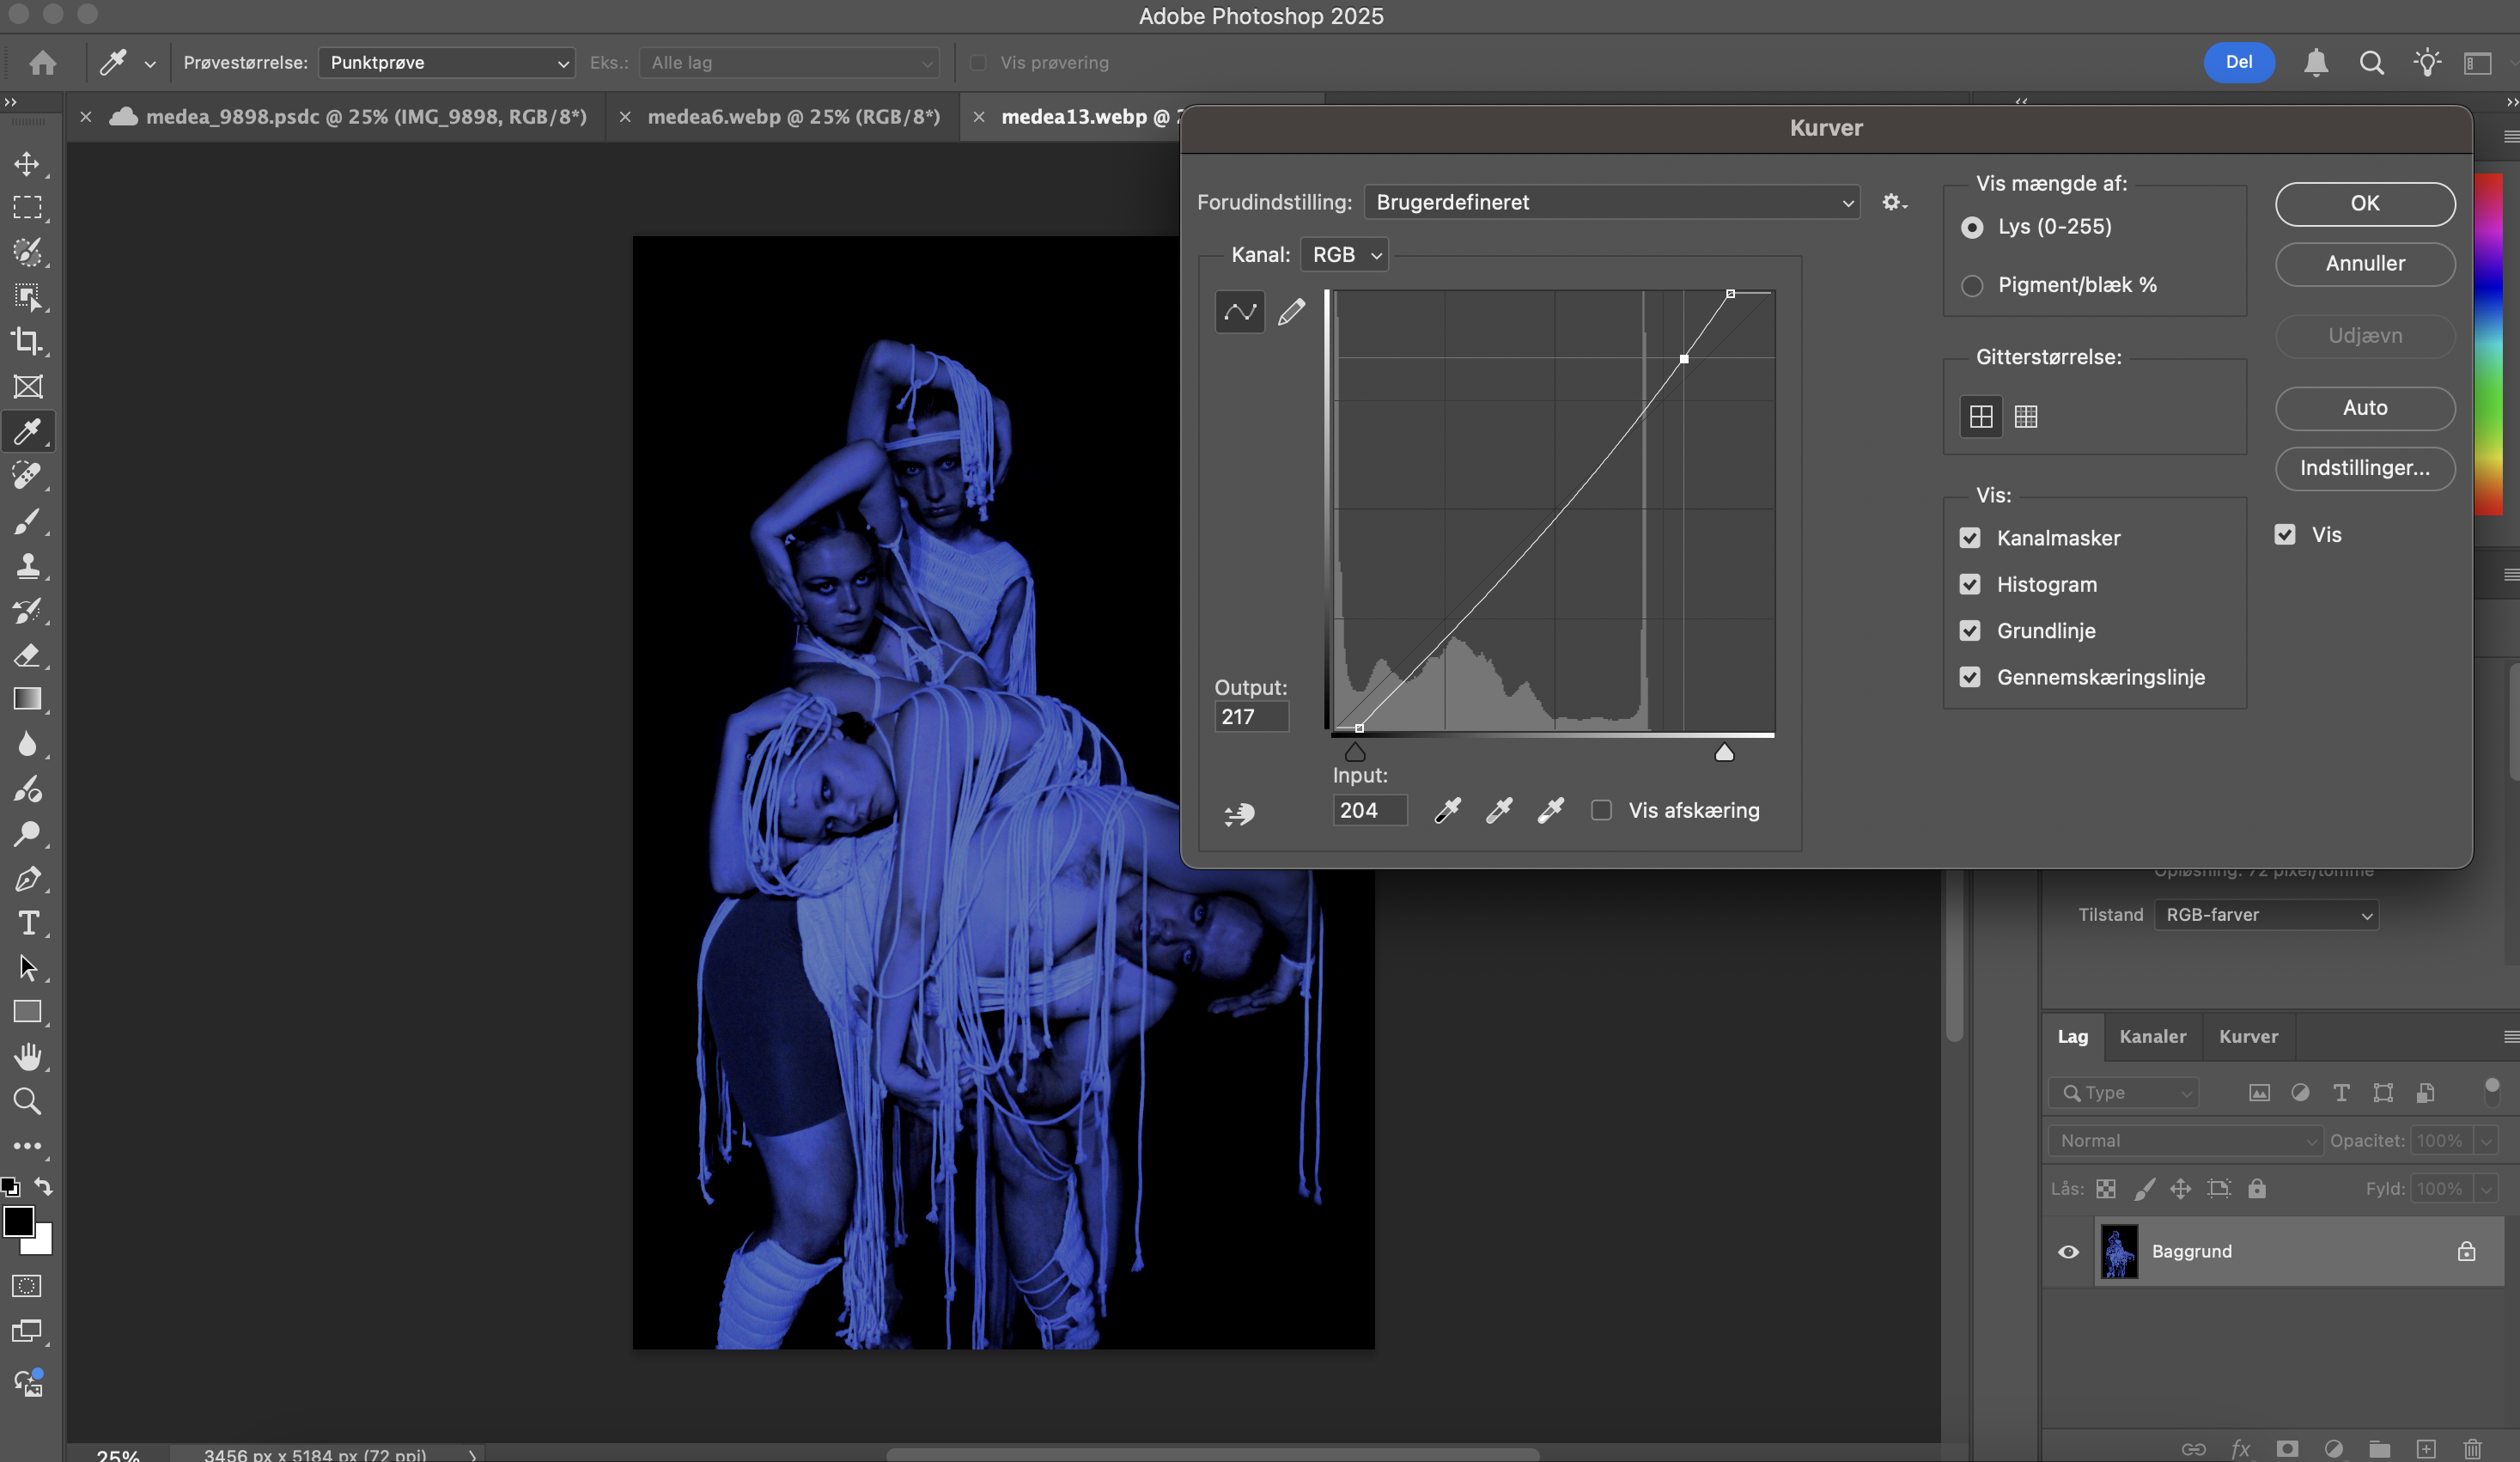 Adobe Photoshop 2025
Prøvestørrelse: Punktprøve Eks.: Alle lag Vis prøvering Del
medea_9898.psdc @ 25% (IMG_9898, RGB/8*) medea6.webp @ 25% (RGB/8*) medea13.webp @
Kurver
Forudindstilling: Brugerdefineret
Kanal: RGB
Output:
217
Input:
204
Vis afskæring
Vis mængde af:
Lys (0-255)
Pigment/blæk %
Gitterstørrelse:
Vis:
Kanalmasker
Histogram
Grundlinje
Gennemskæringslinje
OK
Annuller
Udjævn
Auto
Indstillinger...
Vis
Opløsning: 72 pixel/tomme
Tilstand RGB-farver
Lag Kanaler Kurver
Type
Normal Opacitet: 100%
Lås: Fyld: 100%
Baggrund
fx
25% 3456 px x 5184 px (72 ppi)